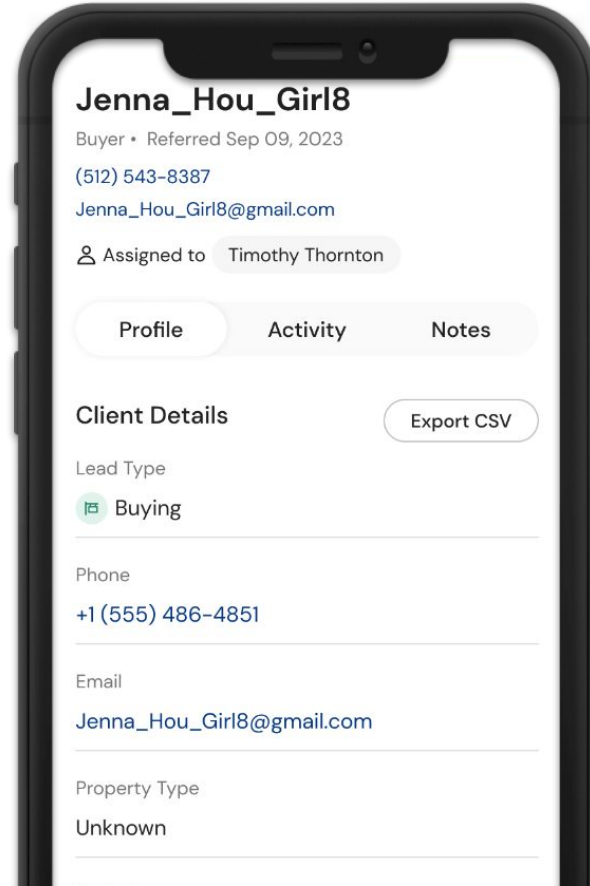 Jenna_Hou_Girl8
Buyer • Referred Sep 09, 2023
(512) 543-8387
Jenna_Hou_Girl8@gmail.com
Assigned to Timothy Thornton
Profile Activity Notes
Client Details Export CSV
Lead Type
Buying
Phone
+1 (555) 486-4851
Email
Jenna_Hou_Girl8@gmail.com
Property Type
Unknown